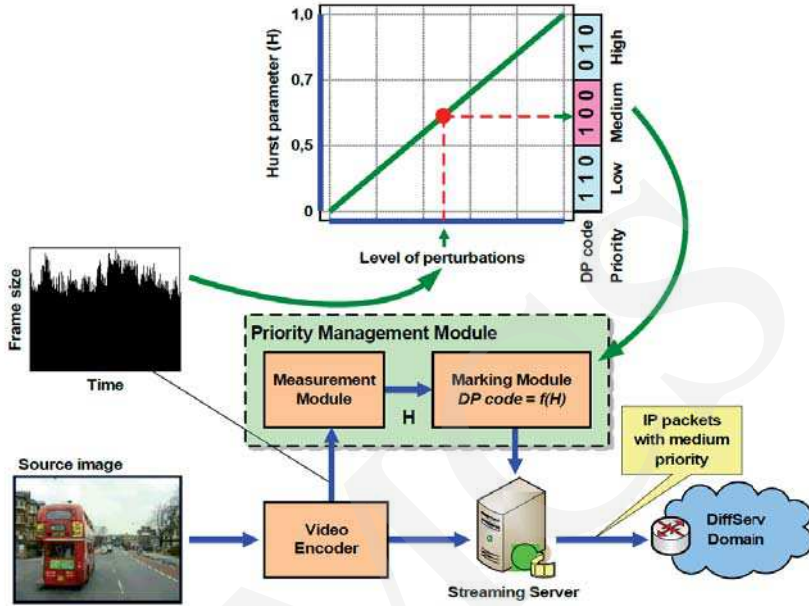 Hurst parameter (H)
1,0
0,7
0,5
0
0 1 0
1 0 0
1 1 0
High
Medium
Low
DP code
Priority
Level of perturbations
Frame size
Time
Priority Management Module
Measurement
Module
H
Marking Module
DP code = f(H)
IP packets
with medium
priority
Source image
Video
Encoder
Streaming Server
DiffServ
Domain